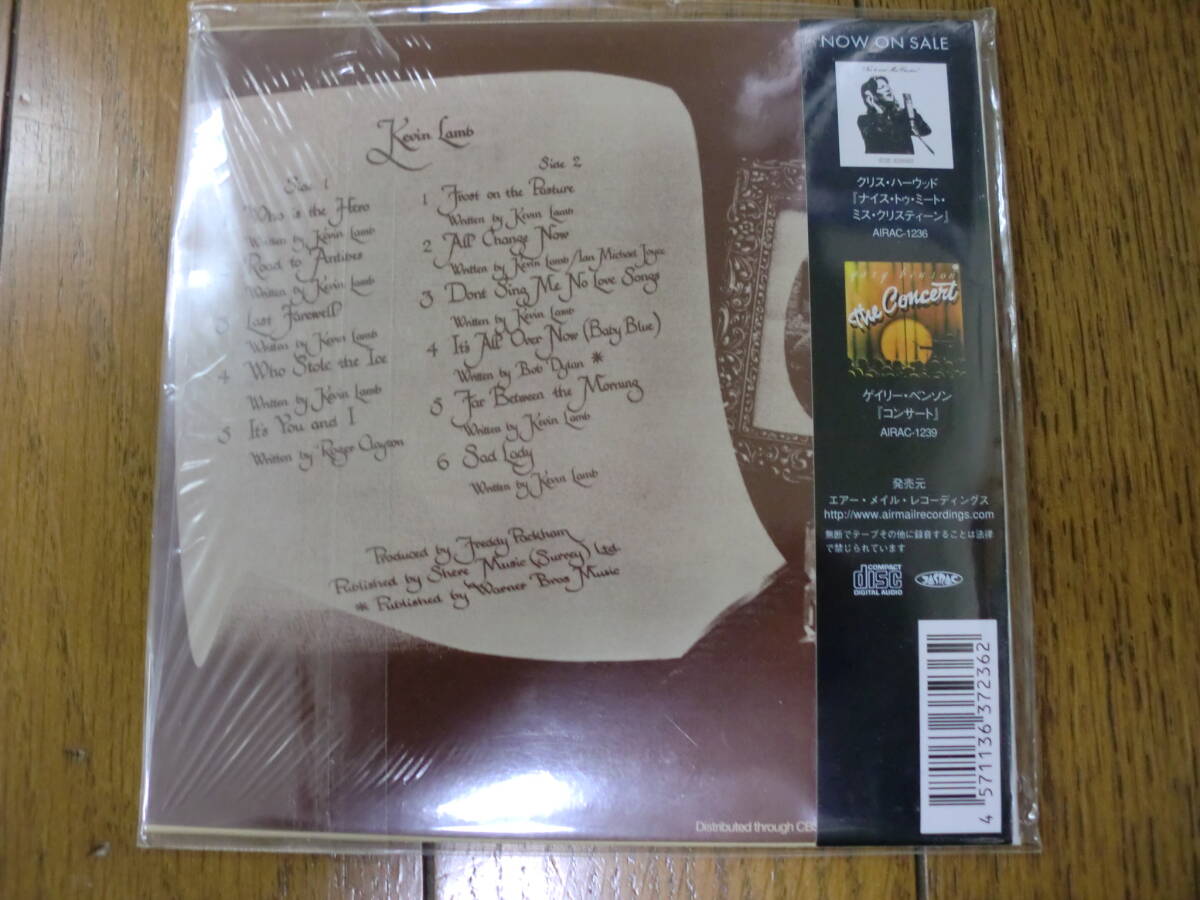 Kevin Lamb
Side 1
Who is the Hero
Written by Kevin Lamb
Road to Antibes
Written by Kevin Lamb
3 Last Farewell
Written by Kevin Lamb
4 Who Stole the Ice
Written by Kevin Lamb
5 It's You and I
Written by Roger Clayson
Side 2
1 Frost on the Pasture
Written by Kevin Lamb
2 All Change Now
Written by Kevin Lamb/Ian Michael Joyce
3 Dont Sing Me No Love Songs
Written by Kevin Lamb
4 It's All Over Now (Baby Blue)
Written by Bob Dylan *
5 Far Between the Morning
Written by Kevin Lamb
6 Sad Lady
Written by Kevin Lamb
Produced by Freddy Packham
Published by Shere Music (Surrey) Ltd.
* Published by Warner Bros Music
Distributed through CBS
NOW ON SALE
クリス・ハーウッド
『ナイス・トゥ・ミート・
ミス・クリスティーン』
AIRAC-1236
the Concert
ゲイリー・ベンソン
『コンサート』
AIRAC-1239
発売元
エアー・メイル・レコーディングス
http://www.airmailrecordings.com
無断でテープその他に録音することは法律
で禁じられています
COMPACT
disc
DIGITAL AUDIO
JASRAC
4 571136 372362